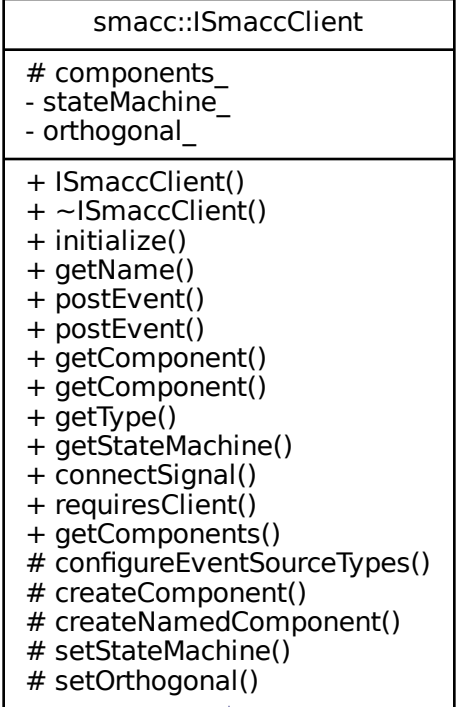 smacc::ISmaccClient
# components_
- stateMachine_
- orthogonal_
+ ISmaccClient()
+ ~ISmaccClient()
+ initialize()
+ getName()
+ postEvent()
+ postEvent()
+ getComponent()
+ getComponent()
+ getType()
+ getStateMachine()
+ connectSignal()
+ requiresClient()
+ getComponents()
# configureEventSourceTypes()
# createComponent()
# createNamedComponent()
# setStateMachine()
# setOrthogonal()